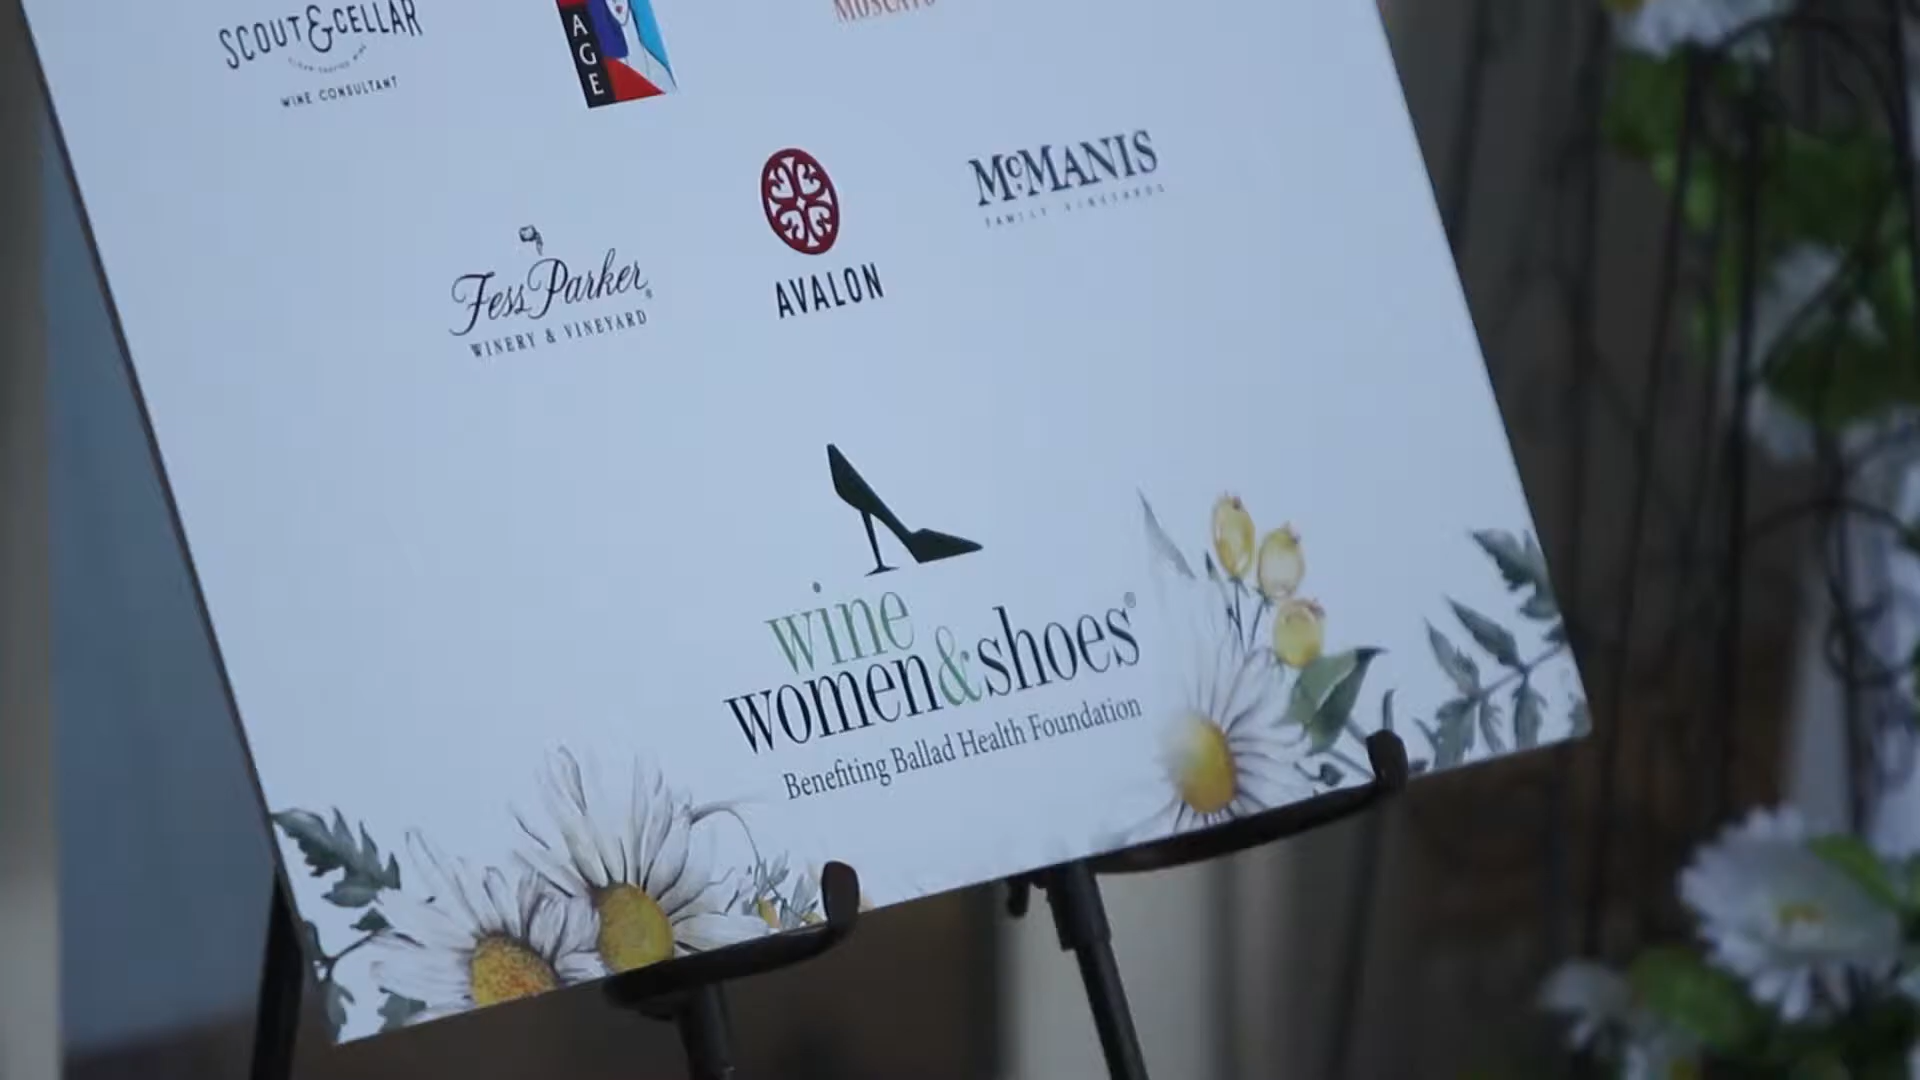 SCOUT & CELLAR
WINE CONSULTANT
AGE
MOSCATO
McMANIS
FAMILY VINEYARDS
Fess Parker®
WINERY & VINEYARD
AVALON
wine
women&shoes®
Benefiting Ballad Health Foundation